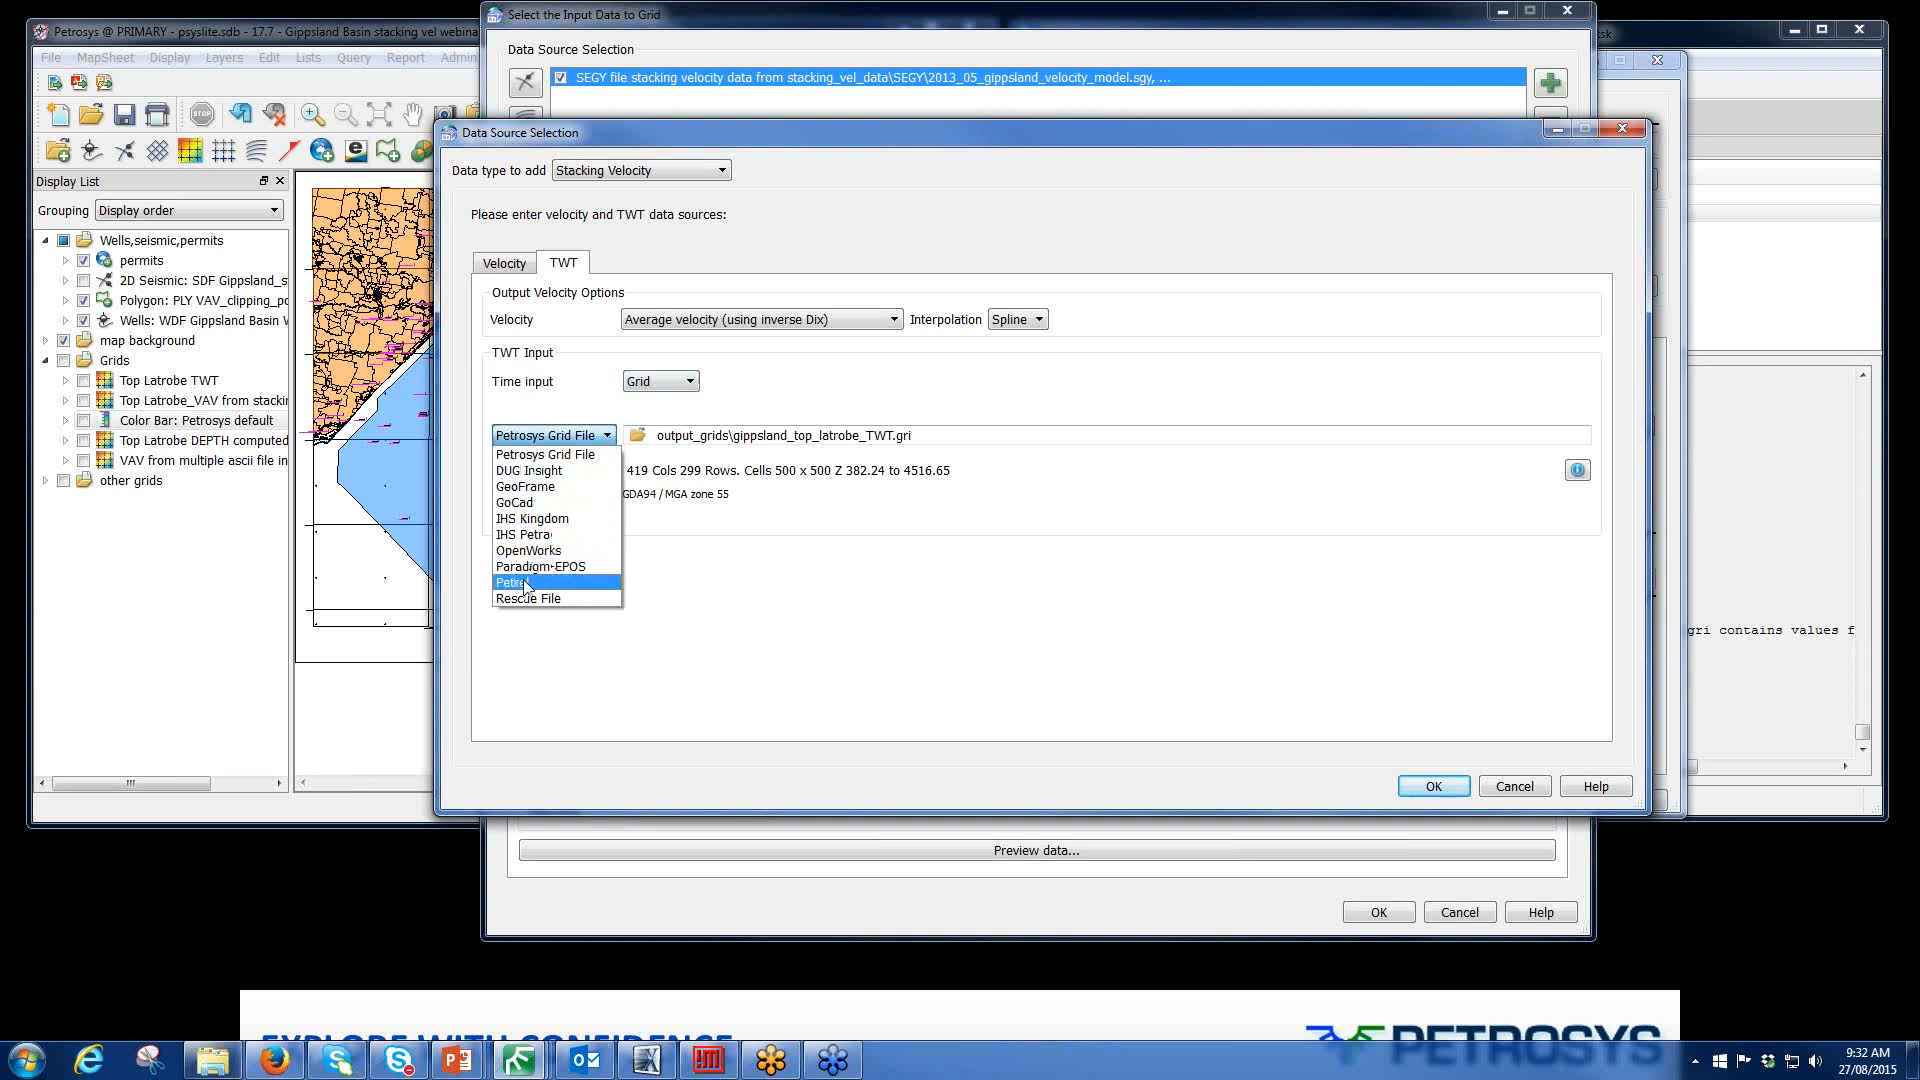 Select the Input Data to Grid
Petrosys @ PRIMARY - psyslite.sdb - 17.7 - Gippsland Basin stacking vel webina
sk
File MapSheet Display Layers Edit Lists Query Report Admin
Data Source Selection
SEGY file stacking velocity data from stacking_vel_data\SEGY\2013_05_gippsland_velocity_model.sgy, ...
STOP
Data Source Selection
Data type to add Stacking Velocity
Display List
Grouping Display order
Please enter velocity and TWT data sources:
Wells,seismic,permits
permits
2D Seismic: SDF Gippsland_s
Polygon: PLY VAV_clipping_po
Wells: WDF Gippsland Basin W
map background
Grids
Top Latrobe TWT
Top Latrobe_VAV from stackin
Color Bar: Petrosys default
Top Latrobe DEPTH computed
VAV from multiple ascii file in
other grids
Velocity TWT
Output Velocity Options
Velocity Average velocity (using inverse Dix) Interpolation Spline
TWT Input
Time input Grid
Petrosys Grid File output_grids\gippsland_top_latrobe_TWT.gri
419 Cols 299 Rows. Cells 500 x 500 Z 382.24 to 4516.65
GDA94 / MGA zone 55
Petrosys Grid File
DUG Insight
GeoFrame
GoCad
IHS Kingdom
IHS Petra
OpenWorks
Paradigm-EPOS
Petrel
Rescue File
gri contains values f
OK Cancel Help
Preview data...
OK Cancel Help
EXPLORE WITH CONFIDENCE
PETROSYS
9:32 AM
27/08/2015